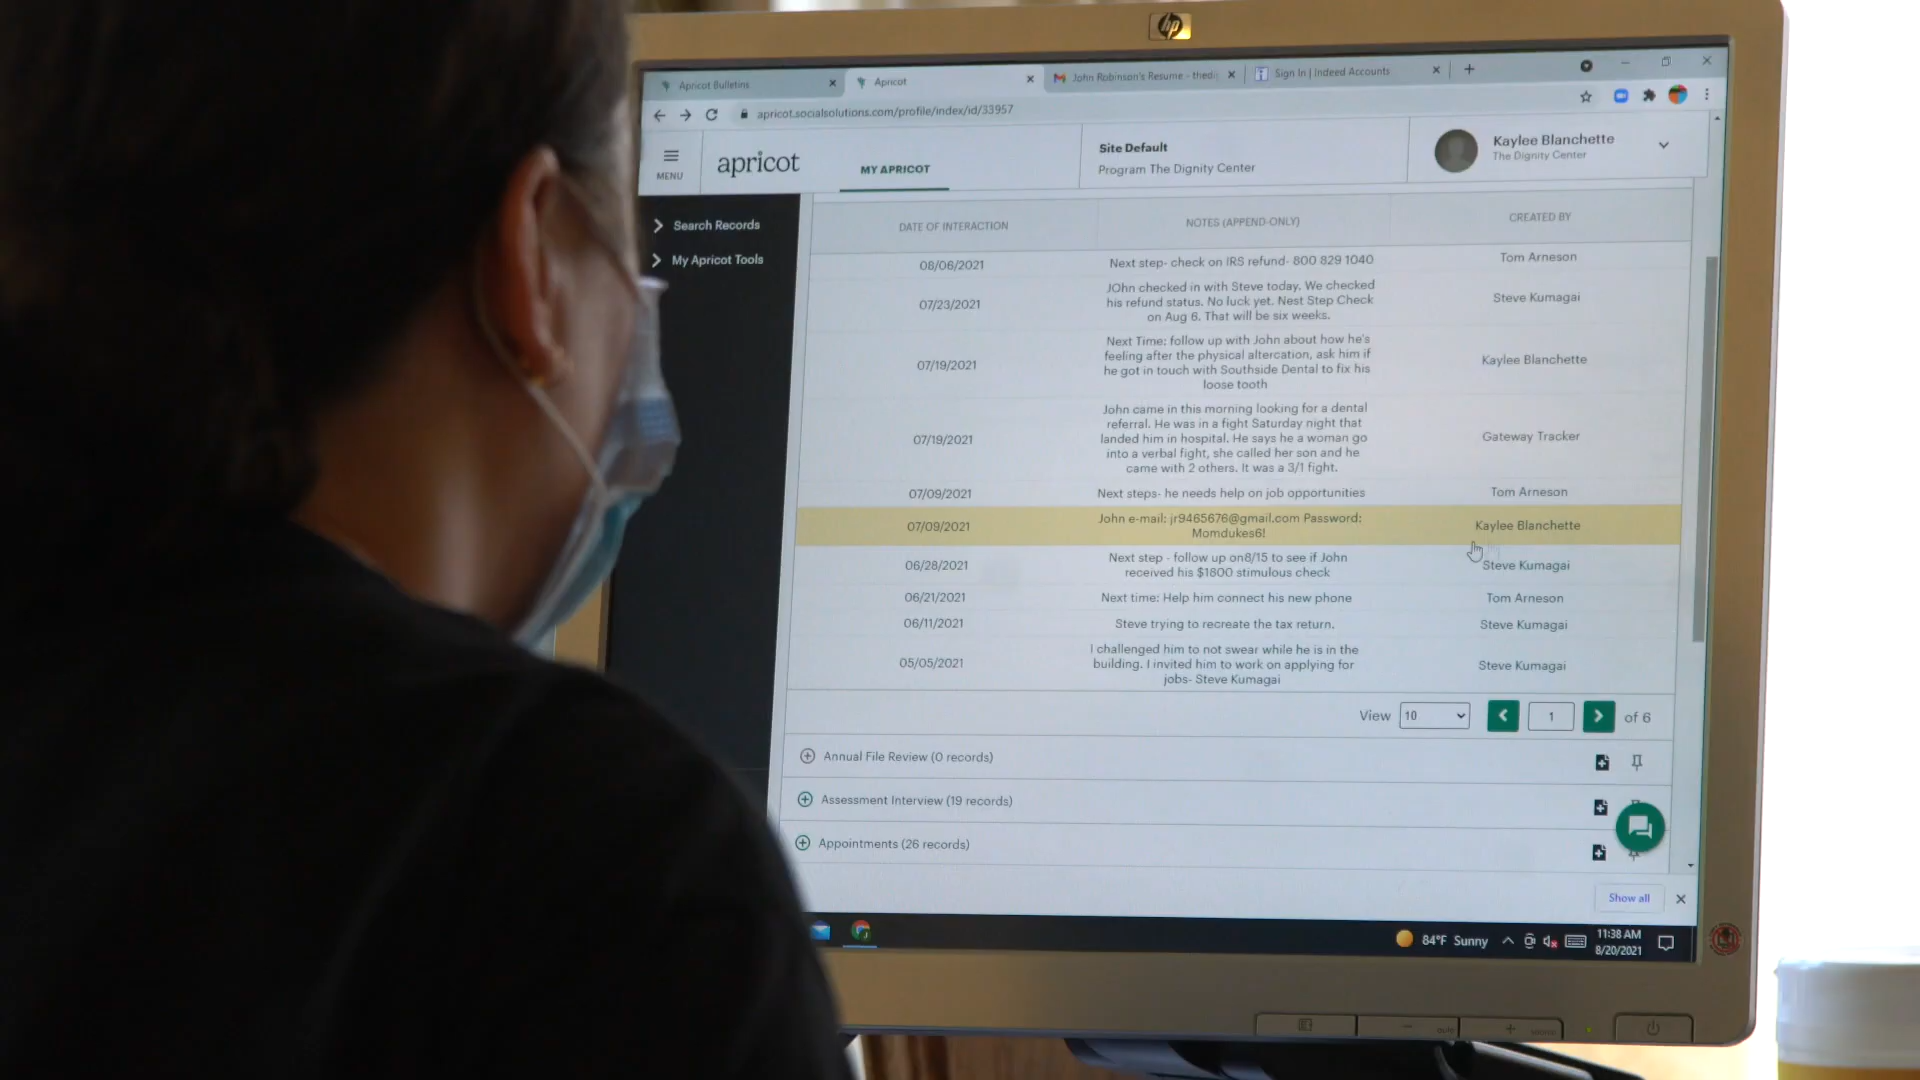 hp
Apricot Bulletins
Apricot
John Robinson's Resume - thedi
Sign In | Indeed Accounts
apricot.socialsolutions.com/profile/index/id/33957
MENU
apricot
MY APRICOT
Site Default
Program The Dignity Center
Kaylee Blanchette
The Dignity Center
Search Records
My Apricot Tools
DATE OF INTERACTION
NOTES (APPEND-ONLY)
CREATED BY
08/06/2021
Next step- check on IRS refund- 800 829 1040
Tom Arneson
07/23/2021
JOhn checked in with Steve today. We checked
his refund status. No luck yet. Nest Step Check
on Aug 6. That will be six weeks.
Steve Kumagai
07/19/2021
Next Time: follow up with John about how he's
feeling after the physical altercation, ask him if
he got in touch with Southside Dental to fix his
loose tooth
Kaylee Blanchette
07/19/2021
John came in this morning looking for a dental
referral. He was in a fight Saturday night that
landed him in hospital. He says he a woman go
into a verbal fight, she called her son and he
came with 2 others. It was a 3/1 fight.
Gateway Tracker
07/09/2021
Next steps- he needs help on job opportunities
Tom Arneson
07/09/2021
John e-mail: jr9465676@gmail.com Password:
Momdukes6!
Kaylee Blanchette
06/28/2021
Next step - follow up on8/15 to see if John
received his $1800 stimulous check
Steve Kumagai
06/21/2021
Next time: Help him connect his new phone
Tom Arneson
06/11/2021
Steve trying to recreate the tax return.
Steve Kumagai
05/05/2021
I challenged him to not swear while he is in the
building. I invited him to work on applying for
jobs- Steve Kumagai
Steve Kumagai
View 10 1 of 6
Annual File Review (0 records)
Assessment Interview (19 records)
Appointments (26 records)
Show all
84°F Sunny
11:38 AM
8/20/2021